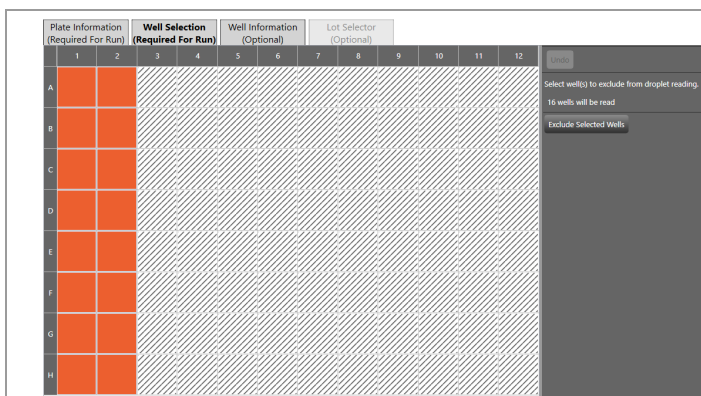 Plate Information
(Required For Run)
Well Selection
(Required For Run)
Well Information
(Optional)
Lot Selector
(Optional)
1 2 3 4 5 6 7 8 9 10 11 12
A
B
C
D
E
F
G
H
Undo
Select well(s) to exclude from droplet reading.
16 wells will be read
Exclude Selected Wells